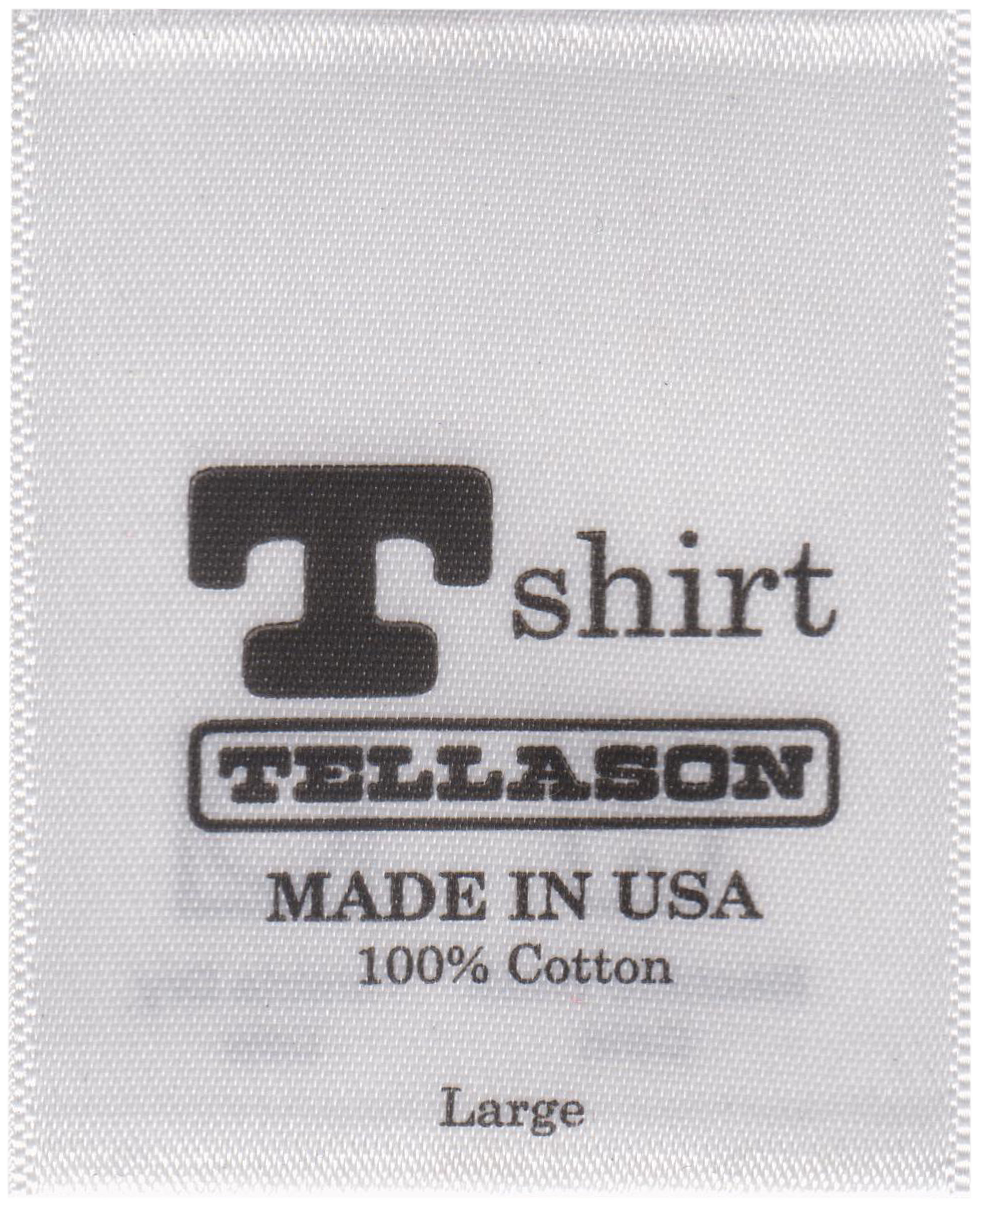 T shirt
TELLASON
MADE IN USA
100% Cotton
Large